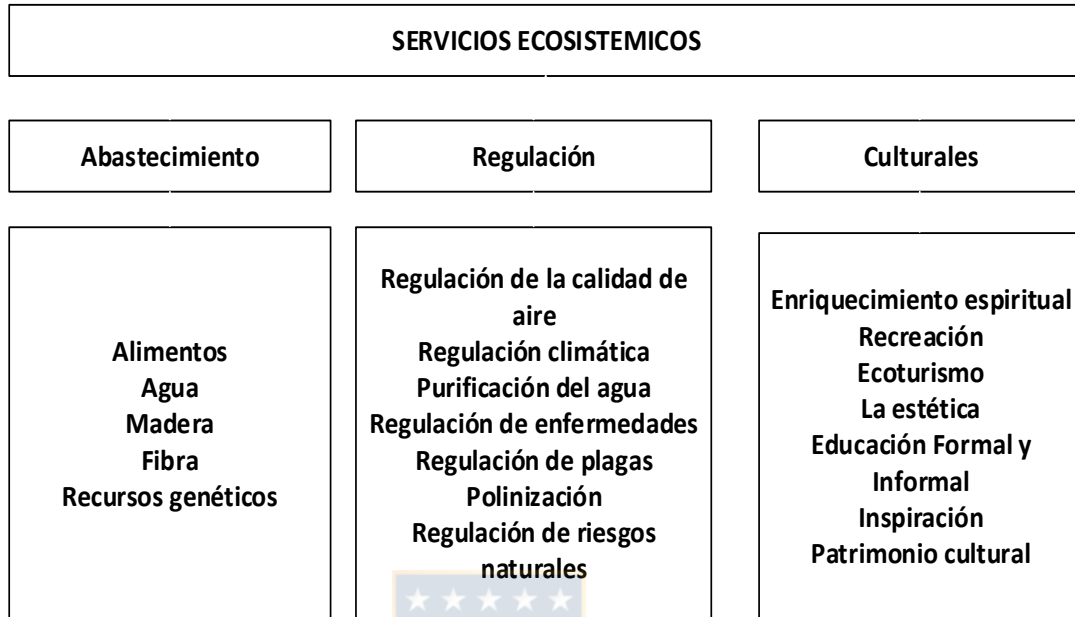 SERVICIOS ECOSISTEMICOS
Abastecimiento
Regulación
Culturales
Alimentos
Agua
Madera
Fibra
Recursos genéticos
Regulación de la calidad de
aire
Regulación climática
Purificación del agua
Regulación de enfermedades
Regulación de plagas
Polinización
Regulación de riesgos
naturales
Enriquecimiento espiritual
Recreación
Ecoturismo
La estética
Educación Formal y
Informal
Inspiración
Patrimonio cultural